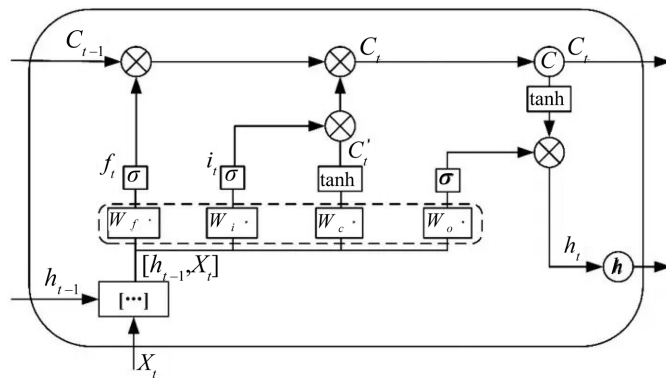 C_{t-1} C_t C C_t
tanh
C_t'
f_t σ i_t σ tanh σ
W_f · W_i · W_c · W_o ·
[h_{t-1}, X_t] h_t
h_{t-1} [···] h
X_t